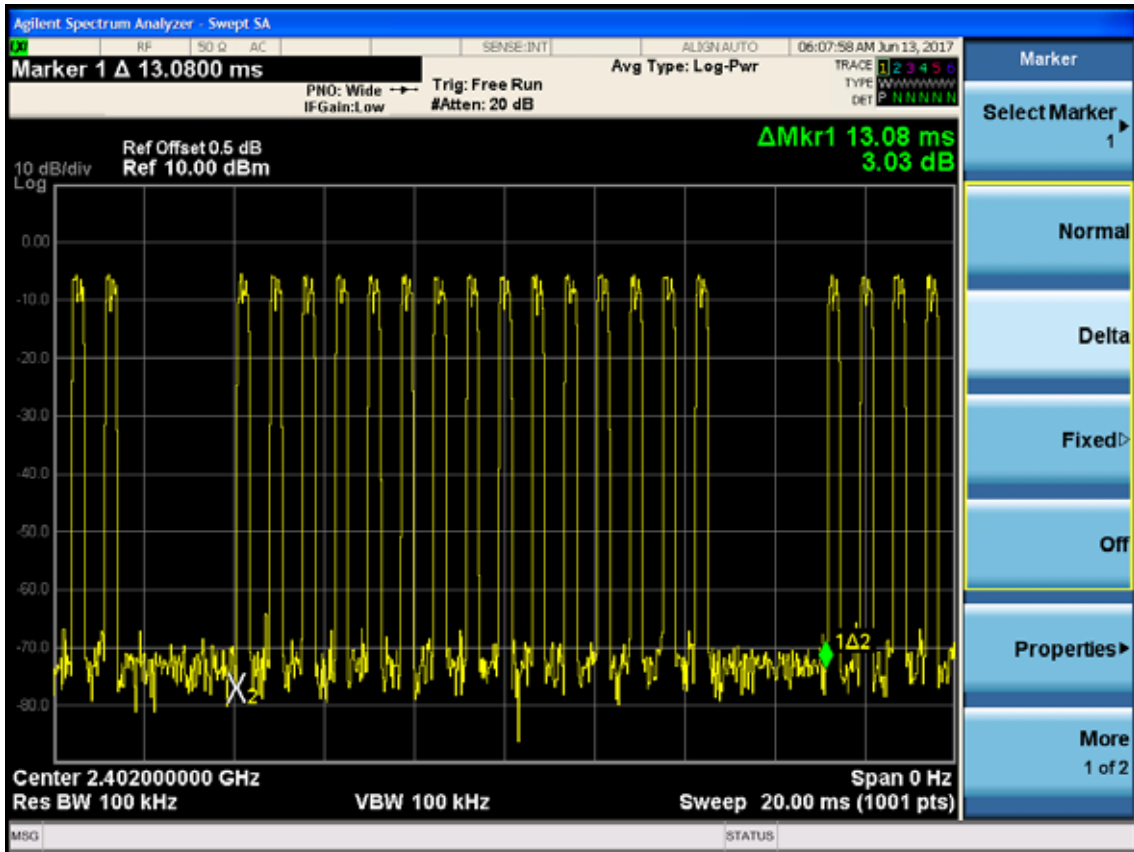 Agilent Spectrum Analyzer - Swept SA
RF 50 Ω AC SENSE:INT ALIGN AUTO 06:07:58 AM Jun 13, 2017
Marker 1 Δ 13.0800 ms
PNO: Wide
IFGain:Low
Trig: Free Run
#Atten: 20 dB
Avg Type: Log-Pwr
TRACE 1 2 3 4 5 6
TYPE WWWWWW
DET P N N N N N
ΔMkr1 13.08 ms
3.03 dB
Ref Offset 0.5 dB
10 dB/div Ref 10.00 dBm
Log
0.00
-10.0
-20.0
-30.0
-40.0
-50.0
-60.0
-70.0
-80.0
1Δ2
2
Center 2.402000000 GHz Span 0 Hz
Res BW 100 kHz VBW 100 kHz Sweep 20.00 ms (1001 pts)
MSG STATUS
Marker
Select Marker
1
Normal
Delta
Fixed
Off
Properties
More
1 of 2